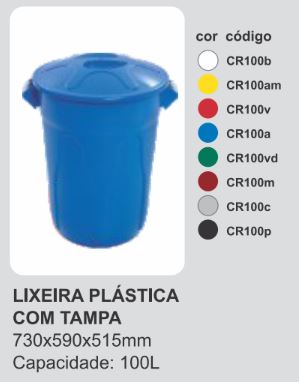 cor código
CR100b
CR100am
CR100v
CR100a
CR100vd
CR100m
CR100c
CR100p
LIXEIRA PLÁSTICA
COM TAMPA
730x590x515mm
Capacidade: 100L